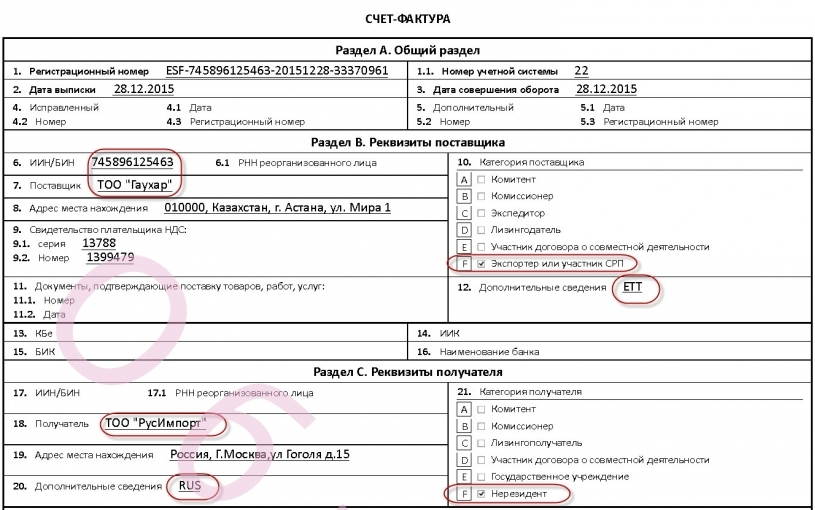 СЧЕТ-ФАКТУРА
Раздел А. Общий раздел
1. Регистрационный номер ESF-745896125463-20151228-33370961
1.1. Номер учетной системы 22
2. Дата выписки 28.12.2015
3. Дата совершения оборота 28.12.2015
4. Исправленный 4.1 Дата
4.2 Номер 4.3 Регистрационный номер
5. Дополнительный 5.1 Дата
5.2 Номер 5.3 Регистрационный номер
Раздел В. Реквизиты поставщика
6. ИИН/БИН 745896125463 6.1 РНН реорганизованного лица
7. Поставщик ТОО "Гаухар"
8. Адрес места нахождения 010000, Казахстан, г. Астана, ул. Мира 1
9. Свидетельство плательщика НДС:
9.1. серия 13788
9.2. Номер 1399479
10. Категория поставщика
A Комитент
B Комиссионер
C Экспедитор
D Лизингодатель
E Участник договора о совместной деятельности
F Экспортер или участник СРП
11. Документы, подтверждающие поставку товаров, работ, услуг:
11.1. Номер
11.2. Дата
12. Дополнительные сведения ЕТТ
13. КБе
14. ИИК
15. БИК
16. Наименование банка
Раздел С. Реквизиты получателя
17. ИИН/БИН 17.1 РНН реорганизованного лица
18. Получатель ТОО "РусИмпорт"
19. Адрес места нахождения Россия, Г.Москва,ул Гоголя д.15
20. Дополнительные сведения RUS
21. Категория получателя
A Комитент
B Комиссионер
C Лизингополучатель
D Участник договора о совместной деятельности
E Государственное учреждение
F Нерезидент